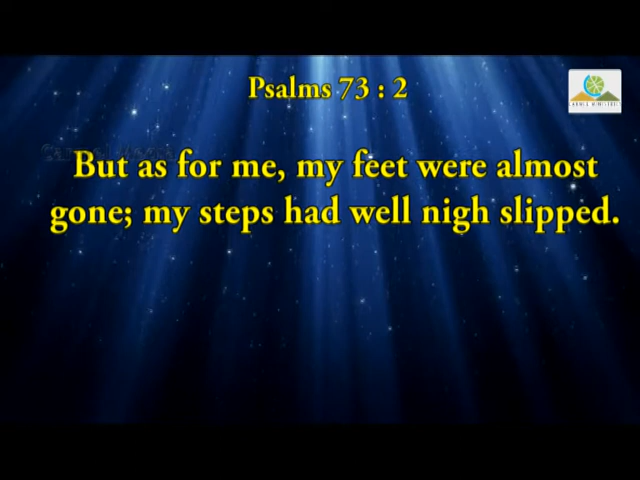 Psalms 73 : 2
But as for me, my feet were almost
gone; my steps had well nigh slipped.